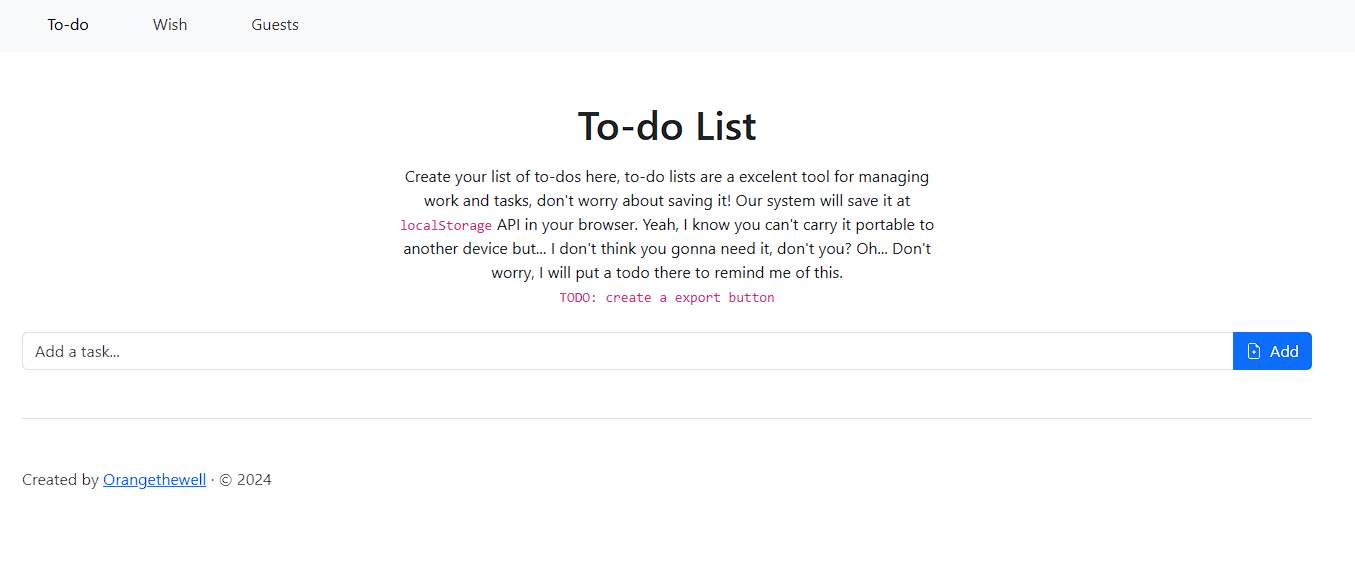 To-do Wish Guests
To-do List
Create your list of to-dos here, to-do lists are a excelent tool for managing
work and tasks, don't worry about saving it! Our system will save it at
localStorage API in your browser. Yeah, I know you can't carry it portable to
another device but... I don't think you gonna need it, don't you? Oh... Don't
worry, I will put a todo there to remind me of this.
TODO: create a export button
Add a task... Add
Created by Orangethewell · © 2024